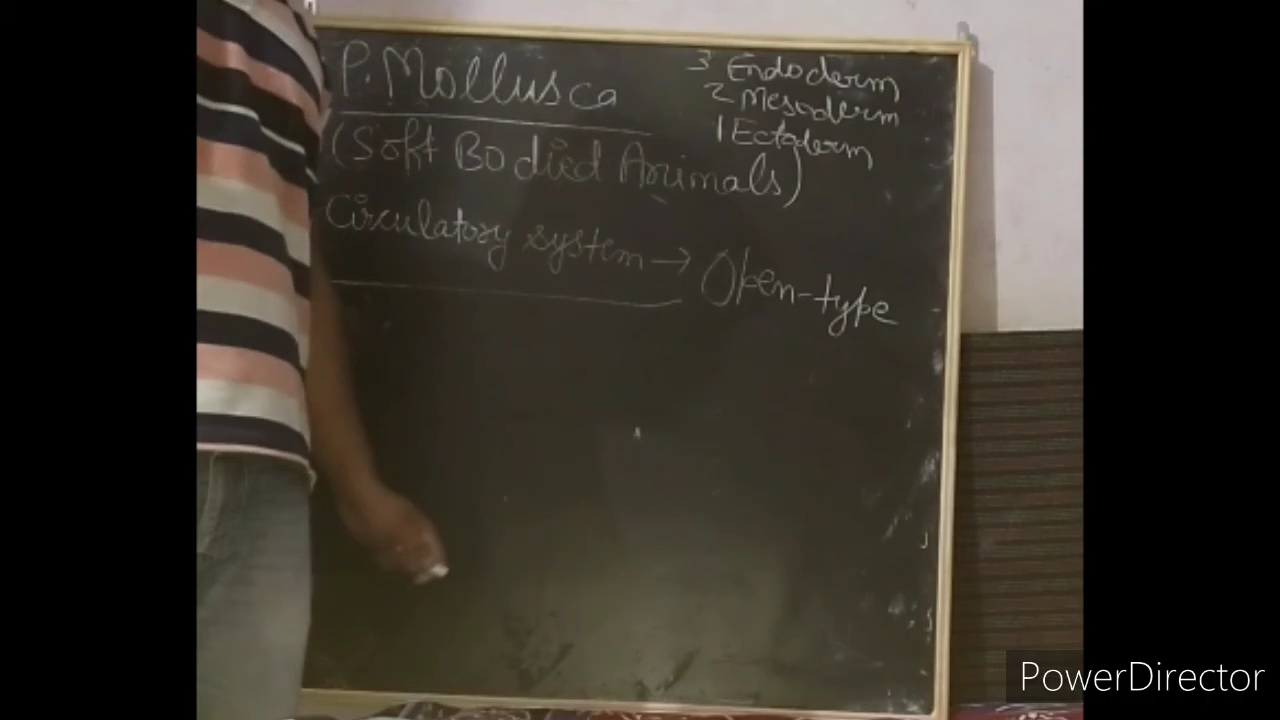 P. Mollusca
(Soft Bodied Animals)
Circulatory system → Open-type
3 Endoderm
2 Mesoderm
1 Ectoderm
PowerDirector